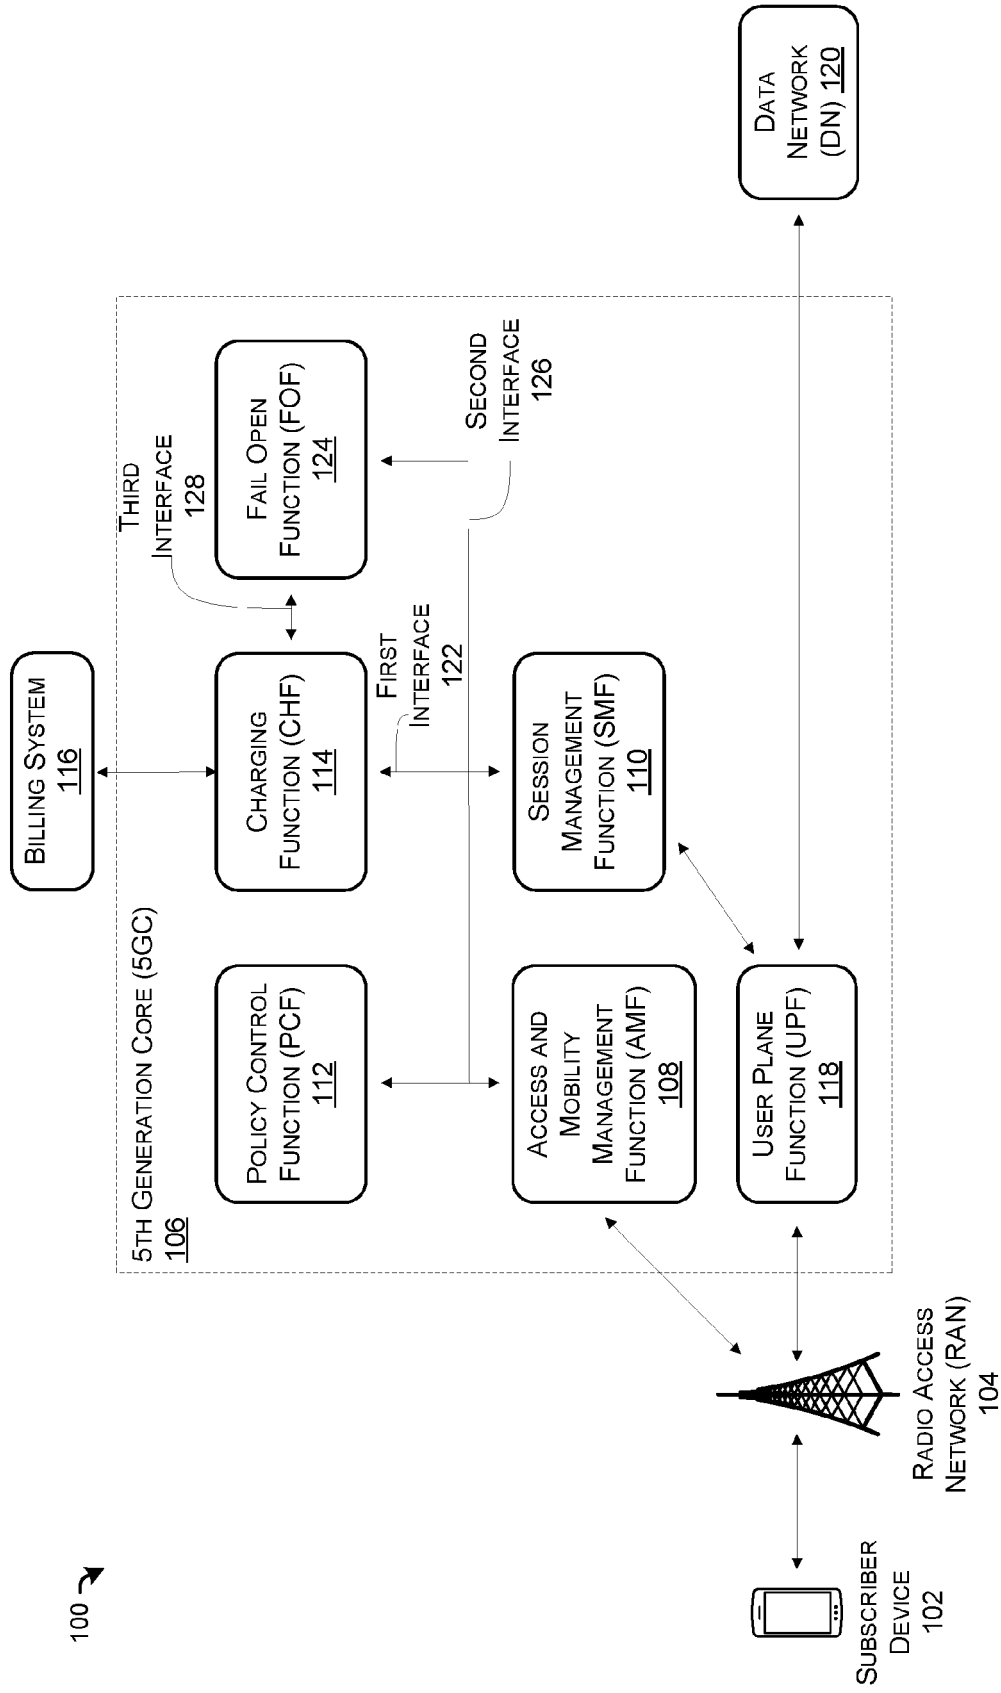 100
BILLING SYSTEM
116
5TH GENERATION CORE (5GC)
106
THIRD
INTERFACE
128
POLICY CONTROL
FUNCTION (PCF)
112
CHARGING
FUNCTION (CHF)
114
FAIL OPEN
FUNCTION (FOF)
124
FIRST
INTERFACE
122
SECOND
INTERFACE
126
ACCESS AND
MOBILITY
MANAGEMENT
FUNCTION (AMF)
108
SESSION
MANAGEMENT
FUNCTION (SMF)
110
USER PLANE
FUNCTION (UPF)
118
DATA
NETWORK
(DN) 120
SUBSCRIBER
DEVICE
102
RADIO ACCESS
NETWORK (RAN)
104